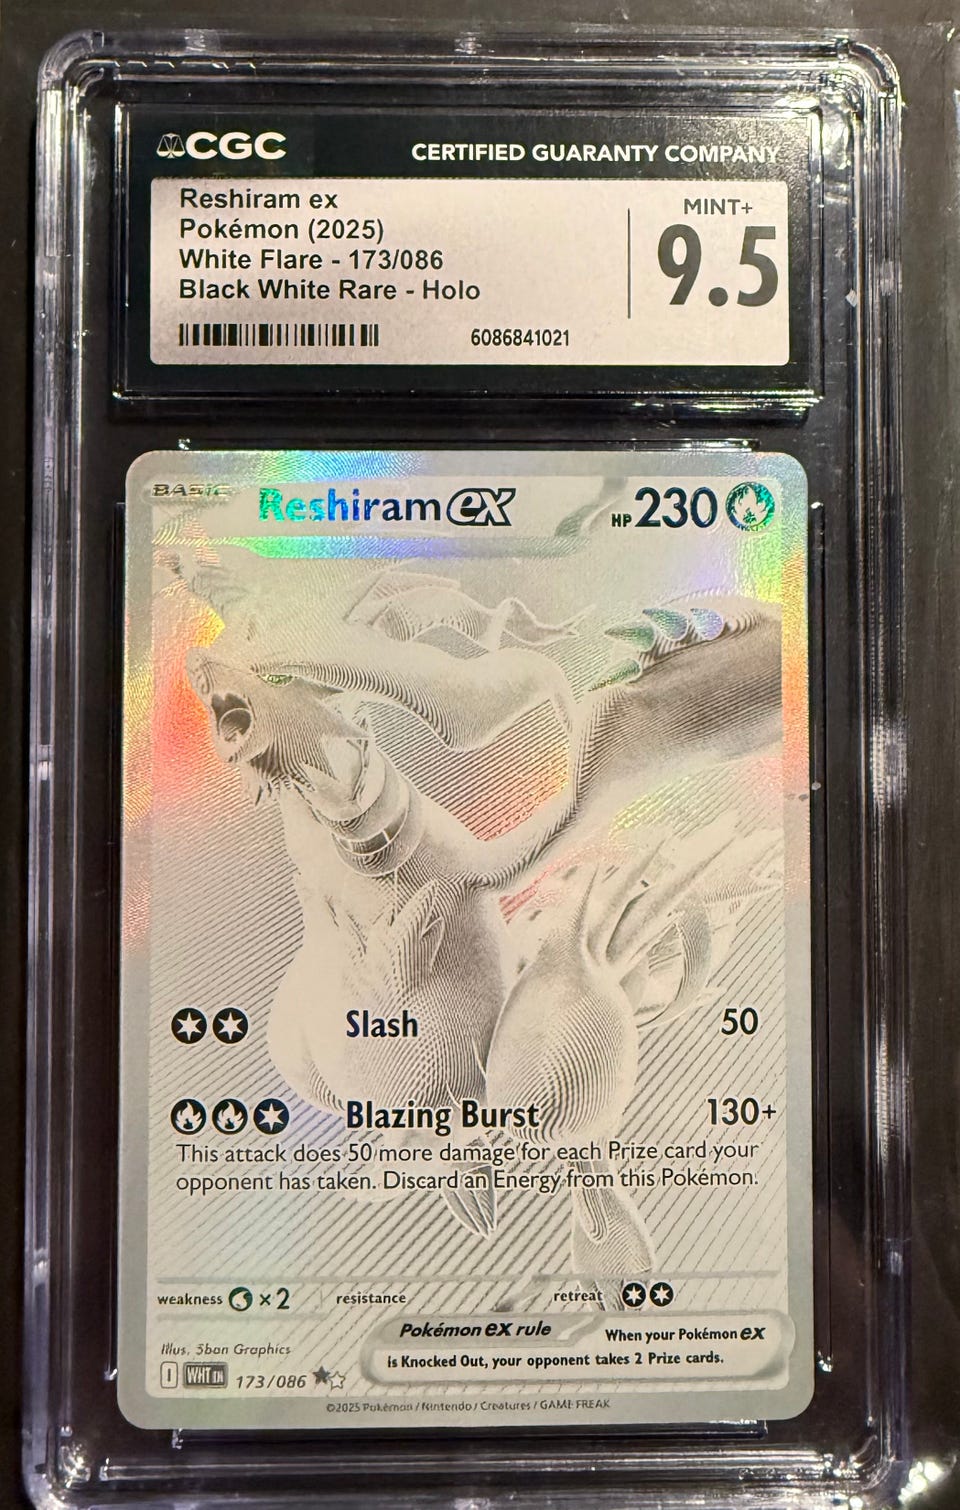 CGC
CERTIFIED GUARANTY COMPANY
Reshiram ex
Pokémon (2025)
White Flare - 173/086
Black White Rare - Holo
MINT+
9.5
6086841021
BASIC Reshiram ex HP 230
Slash 50
Blazing Burst 130+
This attack does 50 more damage for each Prize card your
opponent has taken. Discard an Energy from this Pokémon.
weakness ×2 resistance retreat
Pokémon ex rule When your Pokémon ex
is Knocked Out, your opponent takes 2 Prize cards.
Illus. 5ban Graphics
I WHT EN 173/086
©2025 Pokémon / Nintendo / Creatures / GAME FREAK